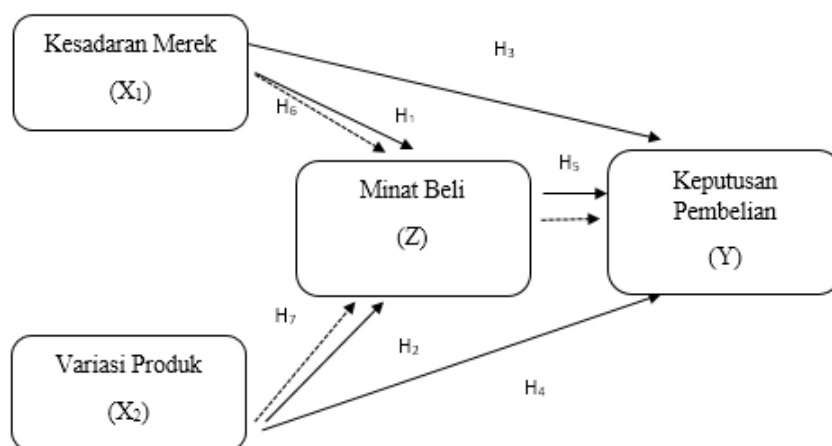 Kesadaran Merek
(X₁)
H₃
H₆
H₁
Minat Beli
(Z)
H₅
Keputusan
Pembelian
(Y)
H₇
H₂
Variasi Produk
(X₂)
H₄